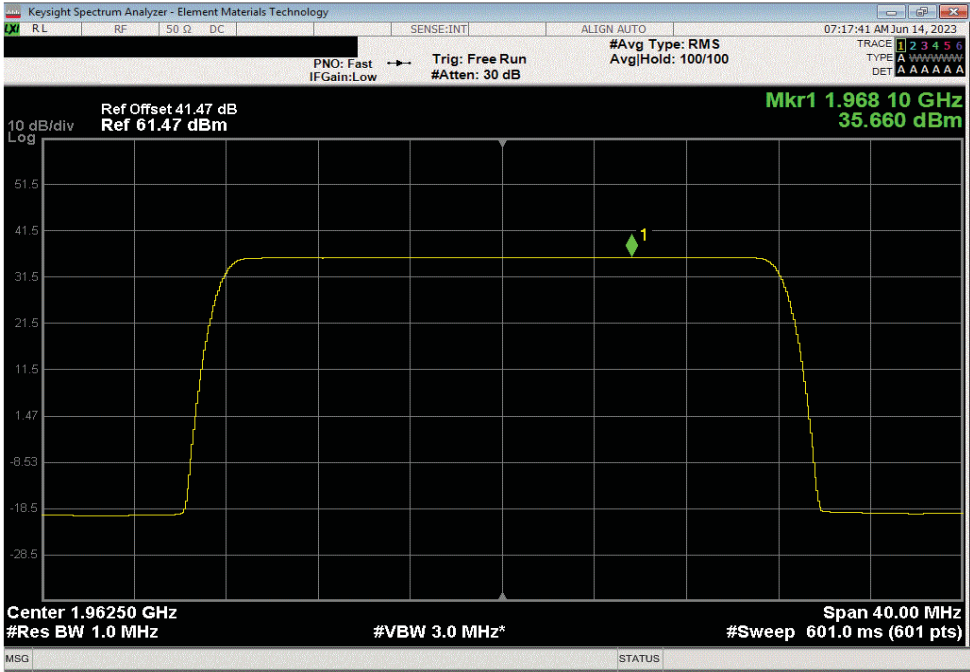 Keysight Spectrum Analyzer - Element Materials Technology
LXI RL RF 50 Ω DC SENSE:INT ALIGN AUTO 07:17:41 AM Jun 14, 2023
PNO: Fast Trig: Free Run #Avg Type: RMS TRACE 1 2 3 4 5 6
IFGain:Low #Atten: 30 dB Avg|Hold: 100/100 TYPE A WWWWW
DET A A A A A A
Mkr1 1.968 10 GHz
35.660 dBm
Ref Offset 41.47 dB
10 dB/div Ref 61.47 dBm
Log
51.5
41.5
1
31.5
21.5
11.5
1.47
-8.53
-18.5
-28.5
Center 1.96250 GHz Span 40.00 MHz
#Res BW 1.0 MHz #VBW 3.0 MHz* #Sweep 601.0 ms (601 pts)
MSG STATUS